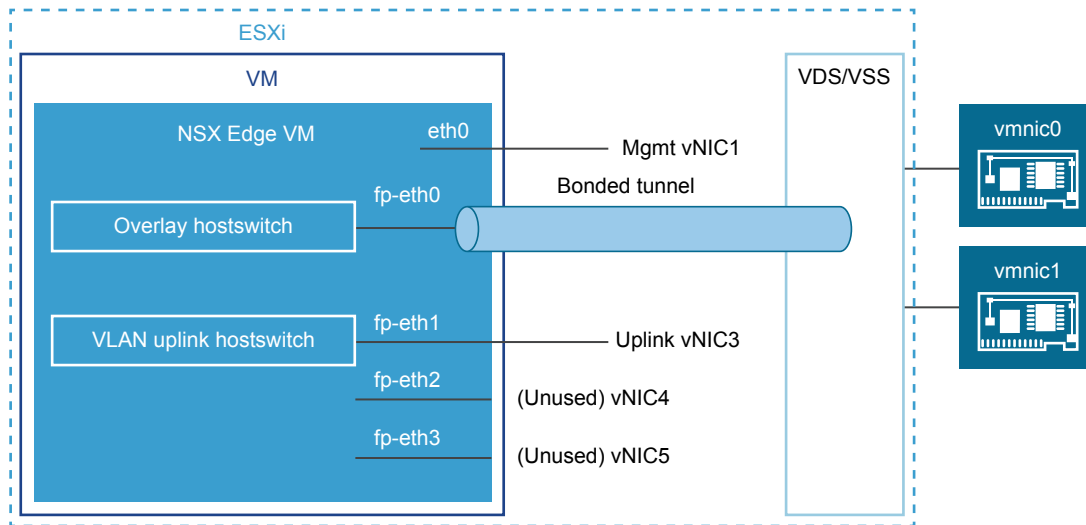 ESXi
VM
VDS/VSS
NSX Edge VM
eth0
Mgmt vNIC1
vmnic0
fp-eth0
Bonded tunnel
Overlay hostswitch
vmnic1
fp-eth1
VLAN uplink hostswitch
Uplink vNIC3
fp-eth2
(Unused) vNIC4
fp-eth3
(Unused) vNIC5